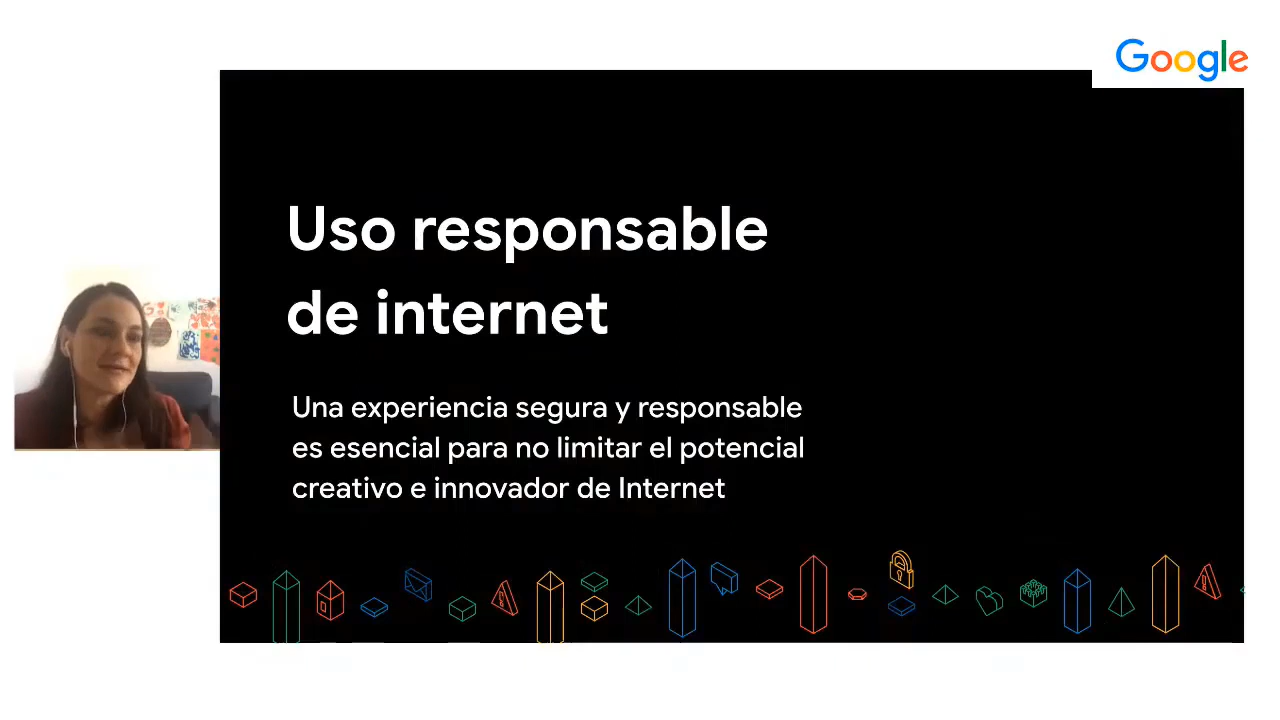 Google
Uso responsable
de internet
Una experiencia segura y responsable
es esencial para no limitar el potencial
creativo e innovador de Internet